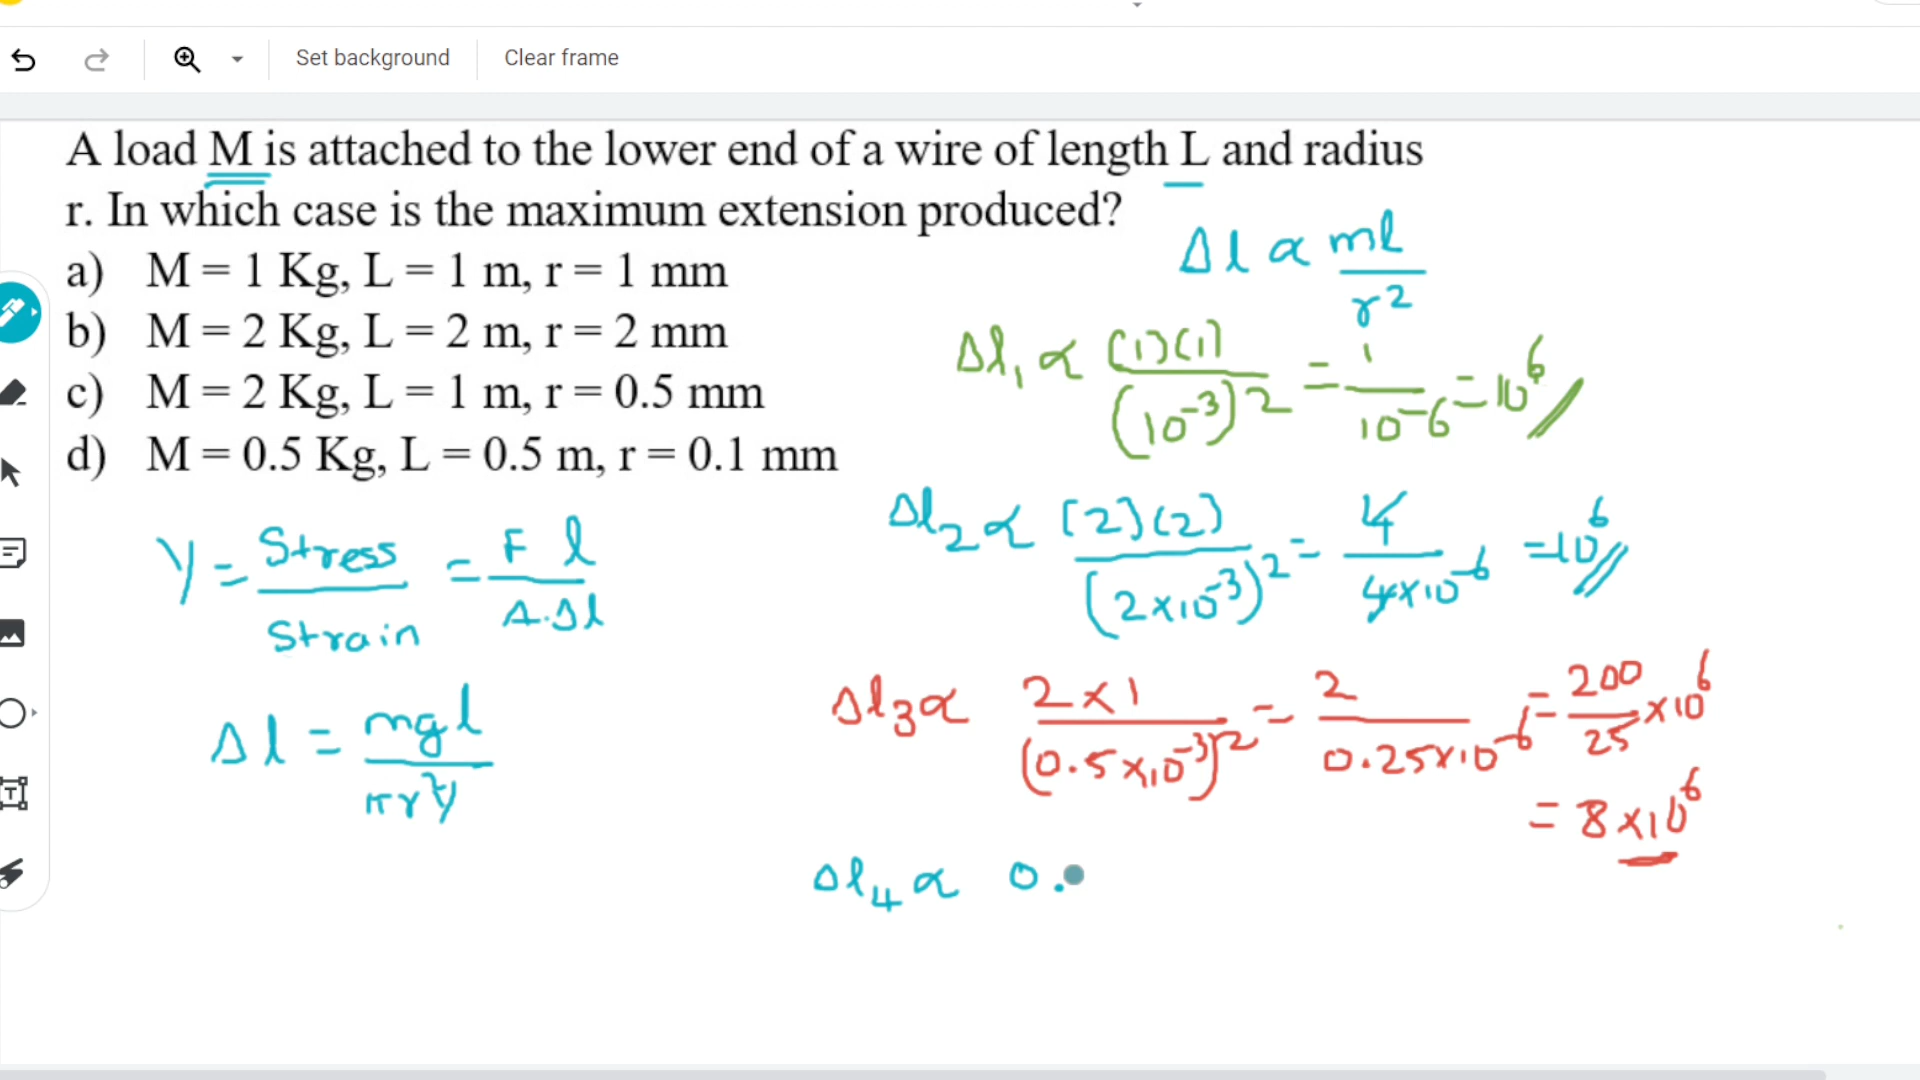 Set background Clear frame
A load M is attached to the lower end of a wire of length L and radius
r. In which case is the maximum extension produced?
a) M = 1 Kg, L = 1 m, r = 1 mm
b) M = 2 Kg, L = 2 m, r = 2 mm
c) M = 2 Kg, L = 1 m, r = 0.5 mm
d) M = 0.5 Kg, L = 0.5 m, r = 0.1 mm
Y = Stress/Strain = F l/A.Δl
Δl = mgl/πr²Y
Δl ∝ ml/r²
Δl₁ ∝ (1)(1)/(10⁻³)² = 1/10⁻⁶ = 10⁶
Δl₂ ∝ (2)(2)/(2×10⁻³)² = 4/4×10⁻⁶ = 10⁶
Δl₃ ∝ 2×1/(0.5×10⁻³)² = 2/0.25×10⁻⁶ = 200/25 ×10⁶
= 8×10⁶
Δl₄ ∝ 0.